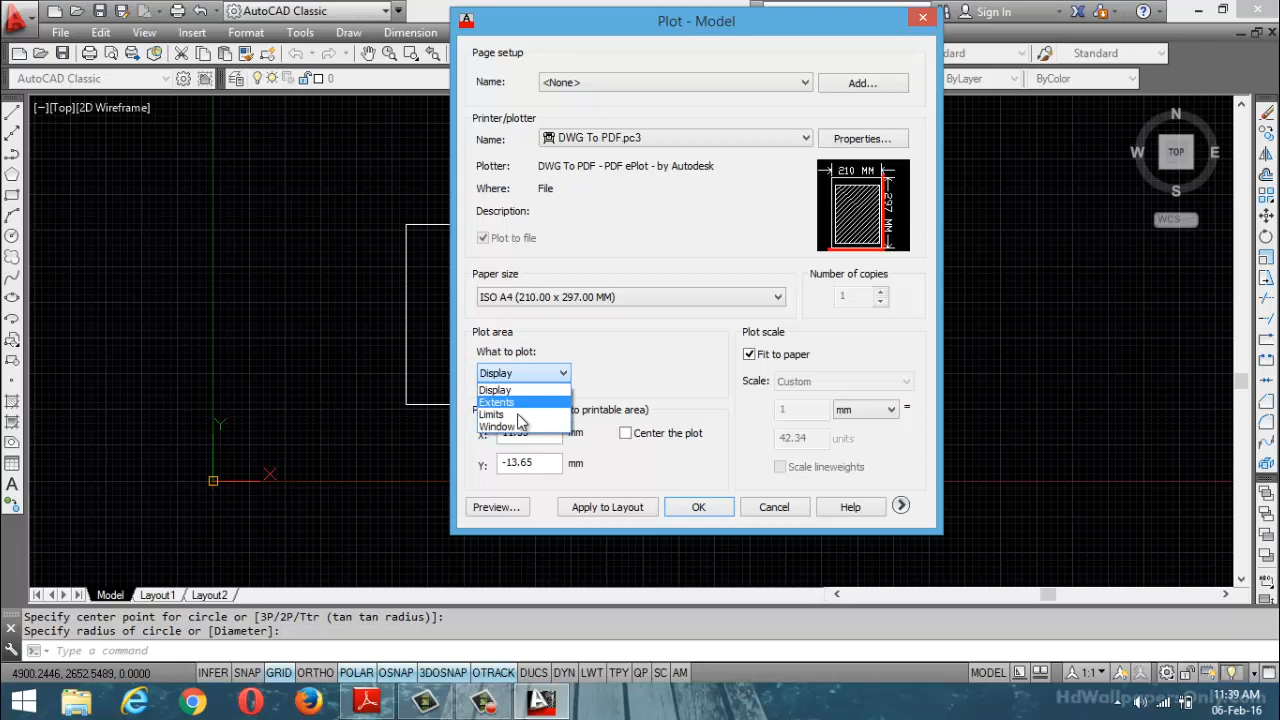 AutoCAD Classic
Plot - Model
Sign In
File Edit View Insert Format Tools Draw Dimension
AutoCAD Classic
0
Standard
ByLayer
ByColor
[−][Top][2D Wireframe]
Page setup
Name: <None> Add...
Printer/plotter
Name: DWG To PDF.pc3 Properties...
Plotter: DWG To PDF - PDF ePlot - by Autodesk
Where: File
Description:
Plot to file
210 MM
297 MM
Paper size
ISO A4 (210.00 x 297.00 MM)
Number of copies
1
Plot area
What to plot:
Display
Display
Extents
Limits
Window
to printable area)
X: mm
Center the plot
Y: -13.65 mm
Plot scale
Fit to paper
Scale: Custom
1 mm =
42.34 units
Scale lineweights
Preview... Apply to Layout OK Cancel Help
N
W TOP E
S
WCS
Y
X
Model Layout1 Layout2
Specify center point for circle or [3P/2P/Ttr (tan tan radius)]:
Specify radius of circle or [Diameter]:
Type a command
4900.2446, 2652.5089, 0.0000 INFER SNAP GRID ORTHO POLAR OSNAP 3DOSNAP OTRACK DUCS DYN LWT TPY QP SC AM MODEL 1:1
HdWallpapersOnly.com
11:39 AM
06-Feb-16